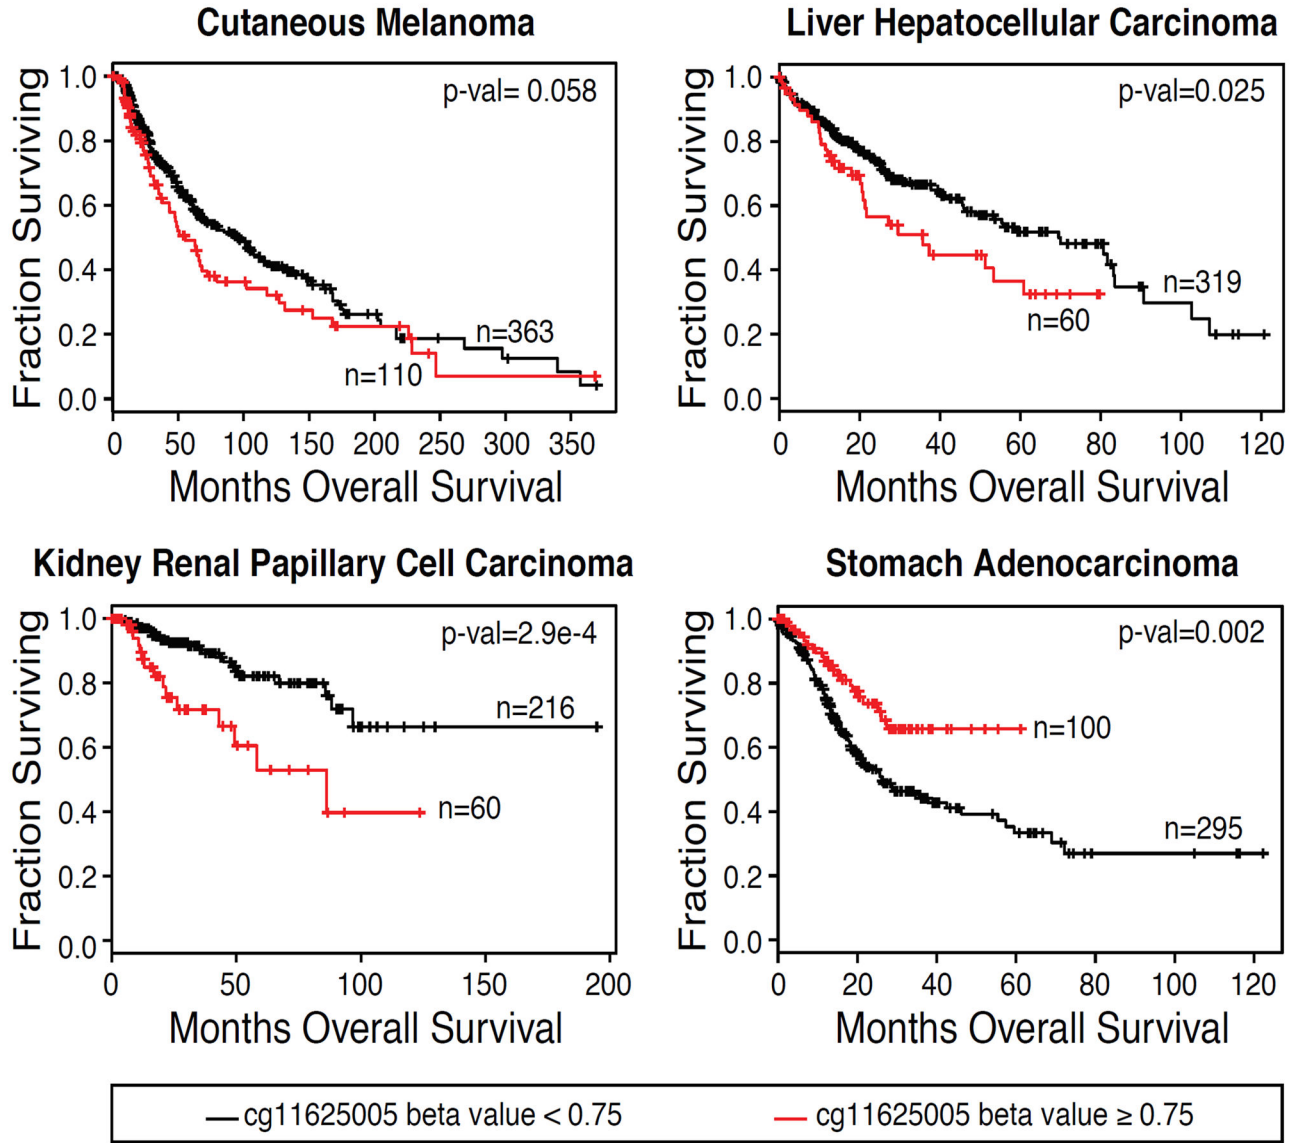 Cutaneous Melanoma
Fraction Surviving
1.0
0.8
0.6
0.4
0.2
0.0
p-val= 0.058
n=363
n=110
0 50 100 150 200 250 300 350
Months Overall Survival
Liver Hepatocellular Carcinoma
Fraction Surviving
1.0
0.8
0.6
0.4
0.2
0.0
p-val=0.025
n=319
n=60
0 20 40 60 80 100 120
Months Overall Survival
Kidney Renal Papillary Cell Carcinoma
Fraction Surviving
1.0
0.8
0.6
0.4
0.2
0.0
p-val=2.9e-4
n=216
n=60
0 50 100 150 200
Months Overall Survival
Stomach Adenocarcinoma
Fraction Surviving
1.0
0.8
0.6
0.4
0.2
0.0
p-val=0.002
n=100
n=295
0 20 40 60 80 100 120
Months Overall Survival
cg11625005 beta value < 0.75
cg11625005 beta value ≥ 0.75